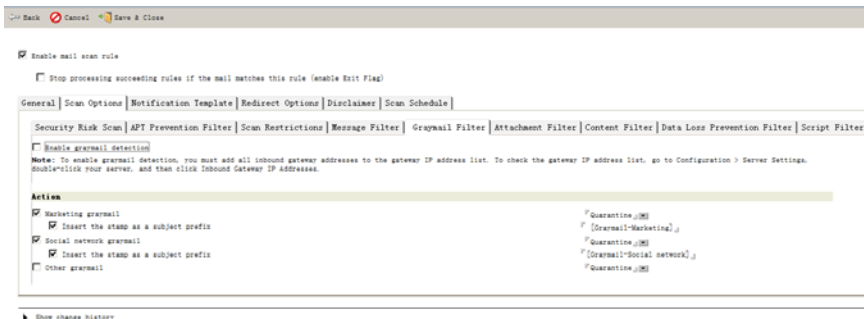 Back Cancel Save & Close
Enable mail scan rule
Stop processing succeeding rules if the mail matches this rule (enable Exit Flag)
General | Scan Options | Notification Template | Redirect Options | Disclaimer | Scan Schedule |
Security Risk Scan | APT Prevention Filter | Scan Restrictions | Message Filter | Graymail Filter | Attachment Filter | Content Filter | Data Loss Prevention Filter | Script Filter
Enable graymail detection
Note: To enable graymail detection, you must add all inbound gateway addresses to the gateway IP address list. To check the gateway IP address list, go to Configuration > Server Settings,
double-click your server, and then click Inbound Gateway IP Addresses.
Action
Marketing graymail Quarantine
Insert the stamp as a subject prefix [Graymail-Marketing]
Social network graymail Quarantine
Insert the stamp as a subject prefix [Graymail-Social network]
Other graymail Quarantine
Show change history